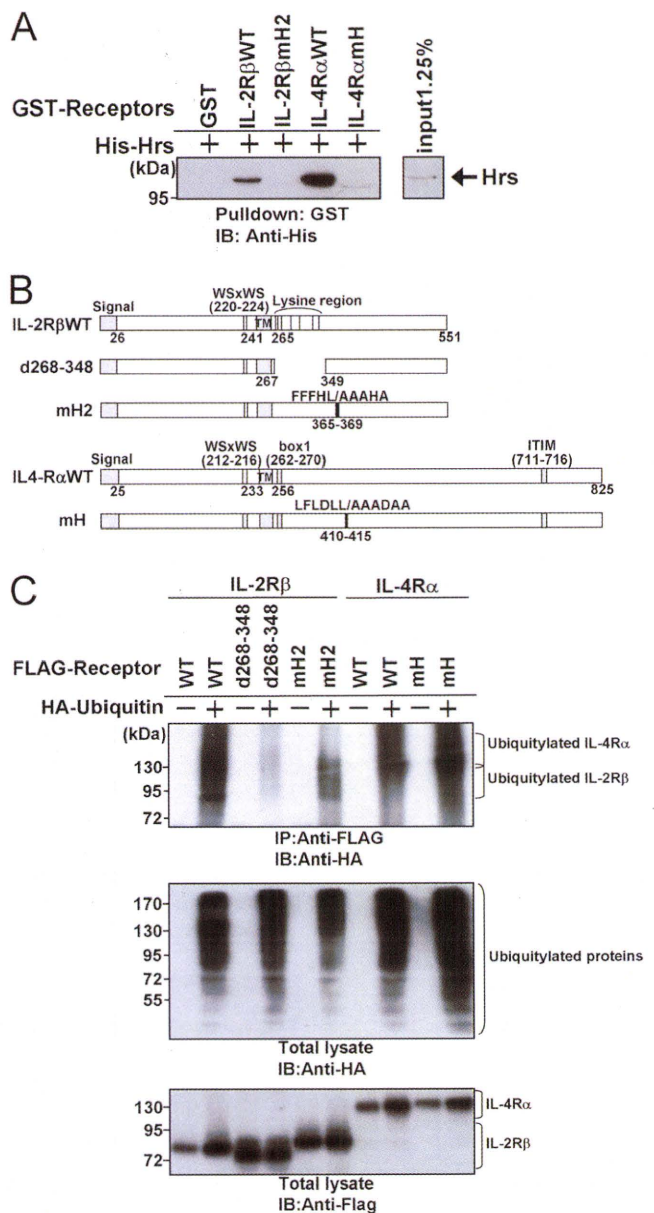 A
GST-Receptors
GST
IL-2RβWT
IL-2RβmH2
IL-4RαWT
IL-4RαmH
input1.25%
His-Hrs + + + + +
(kDa)
95-
Hrs
Pulldown: GST
IB: Anti-His
B
Signal
WSxWS
(220-224)
Lysine region
IL-2RβWT
TM
26 241 265 551
d268-348
267 349
mH2
FFFHL/AAAHA
365-369
Signal
WSxWS
(212-216)
box1
(262-270)
ITIM
(711-716)
IL4-RαWT
TM
25 233 256 825
mH
LFLDLL/AAADAA
410-415
C
IL-2Rβ IL-4Rα
FLAG-Receptor
WT WT d268-348 d268-348 mH2 mH2 WT WT mH mH
HA-Ubiquitin − + − + − + − + − +
(kDa)
130-
95-
72-
Ubiquitylated IL-4Rα
Ubiquitylated IL-2Rβ
IP:Anti-FLAG
IB:Anti-HA
170-
130-
95-
72-
55-
Ubiquitylated proteins
Total lysate
IB:Anti-HA
130-
95-
72-
IL-4Rα
IL-2Rβ
Total lysate
IB:Anti-Flag